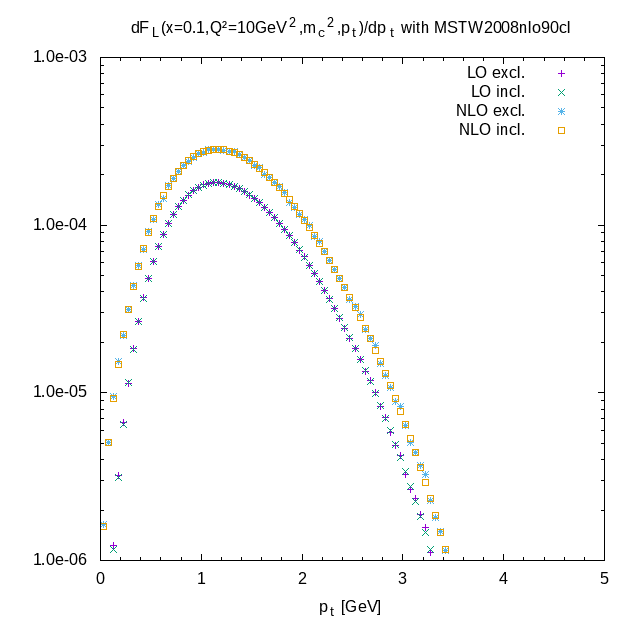 dF_L(x=0.1,Q²=10GeV^2,m_c^2,p_t)/dp_t with MSTW2008nlo90cl
1.0e-03
LO excl.
LO incl.
NLO excl.
NLO incl.
1.0e-04
1.0e-05
1.0e-06
0 1 2 3 4 5
p_t [GeV]